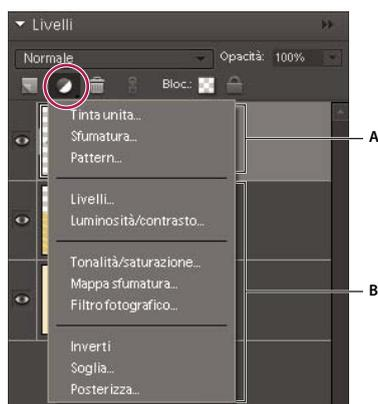 Livelli
Normale Opacità: 100%
Bloc.:
Tinta unita...
Sfumatura...
Pattern...
A
Livelli...
Luminosità/contrasto...
Tonalità/saturazione...
Mappa sfumatura...
Filtro fotografico...
B
Inverti
Soglia...
Posterizza...